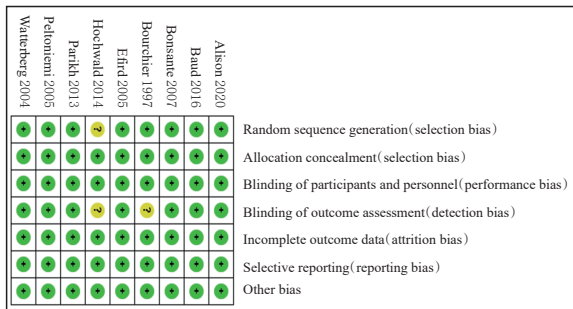 Watterberg 2004
Peltoniemi 2005
Parikh 2013
Hochwald 2014
Efird 2005
Bourchier 1997
Bonsante 2007
Baud 2016
Alison 2020
+ + + ? + + + + + Random sequence generation(selection bias)
+ + + + + + + + + Allocation concealment(selection bias)
+ + + + + + + + + Blinding of participants and personnel(performance bias)
+ + + ? + ? + + + Blinding of outcome assessment(detection bias)
+ + + + + + + + + Incomplete outcome data(attrition bias)
+ + + + + + + + + Selective reporting(reporting bias)
+ + + + + + + + + Other bias